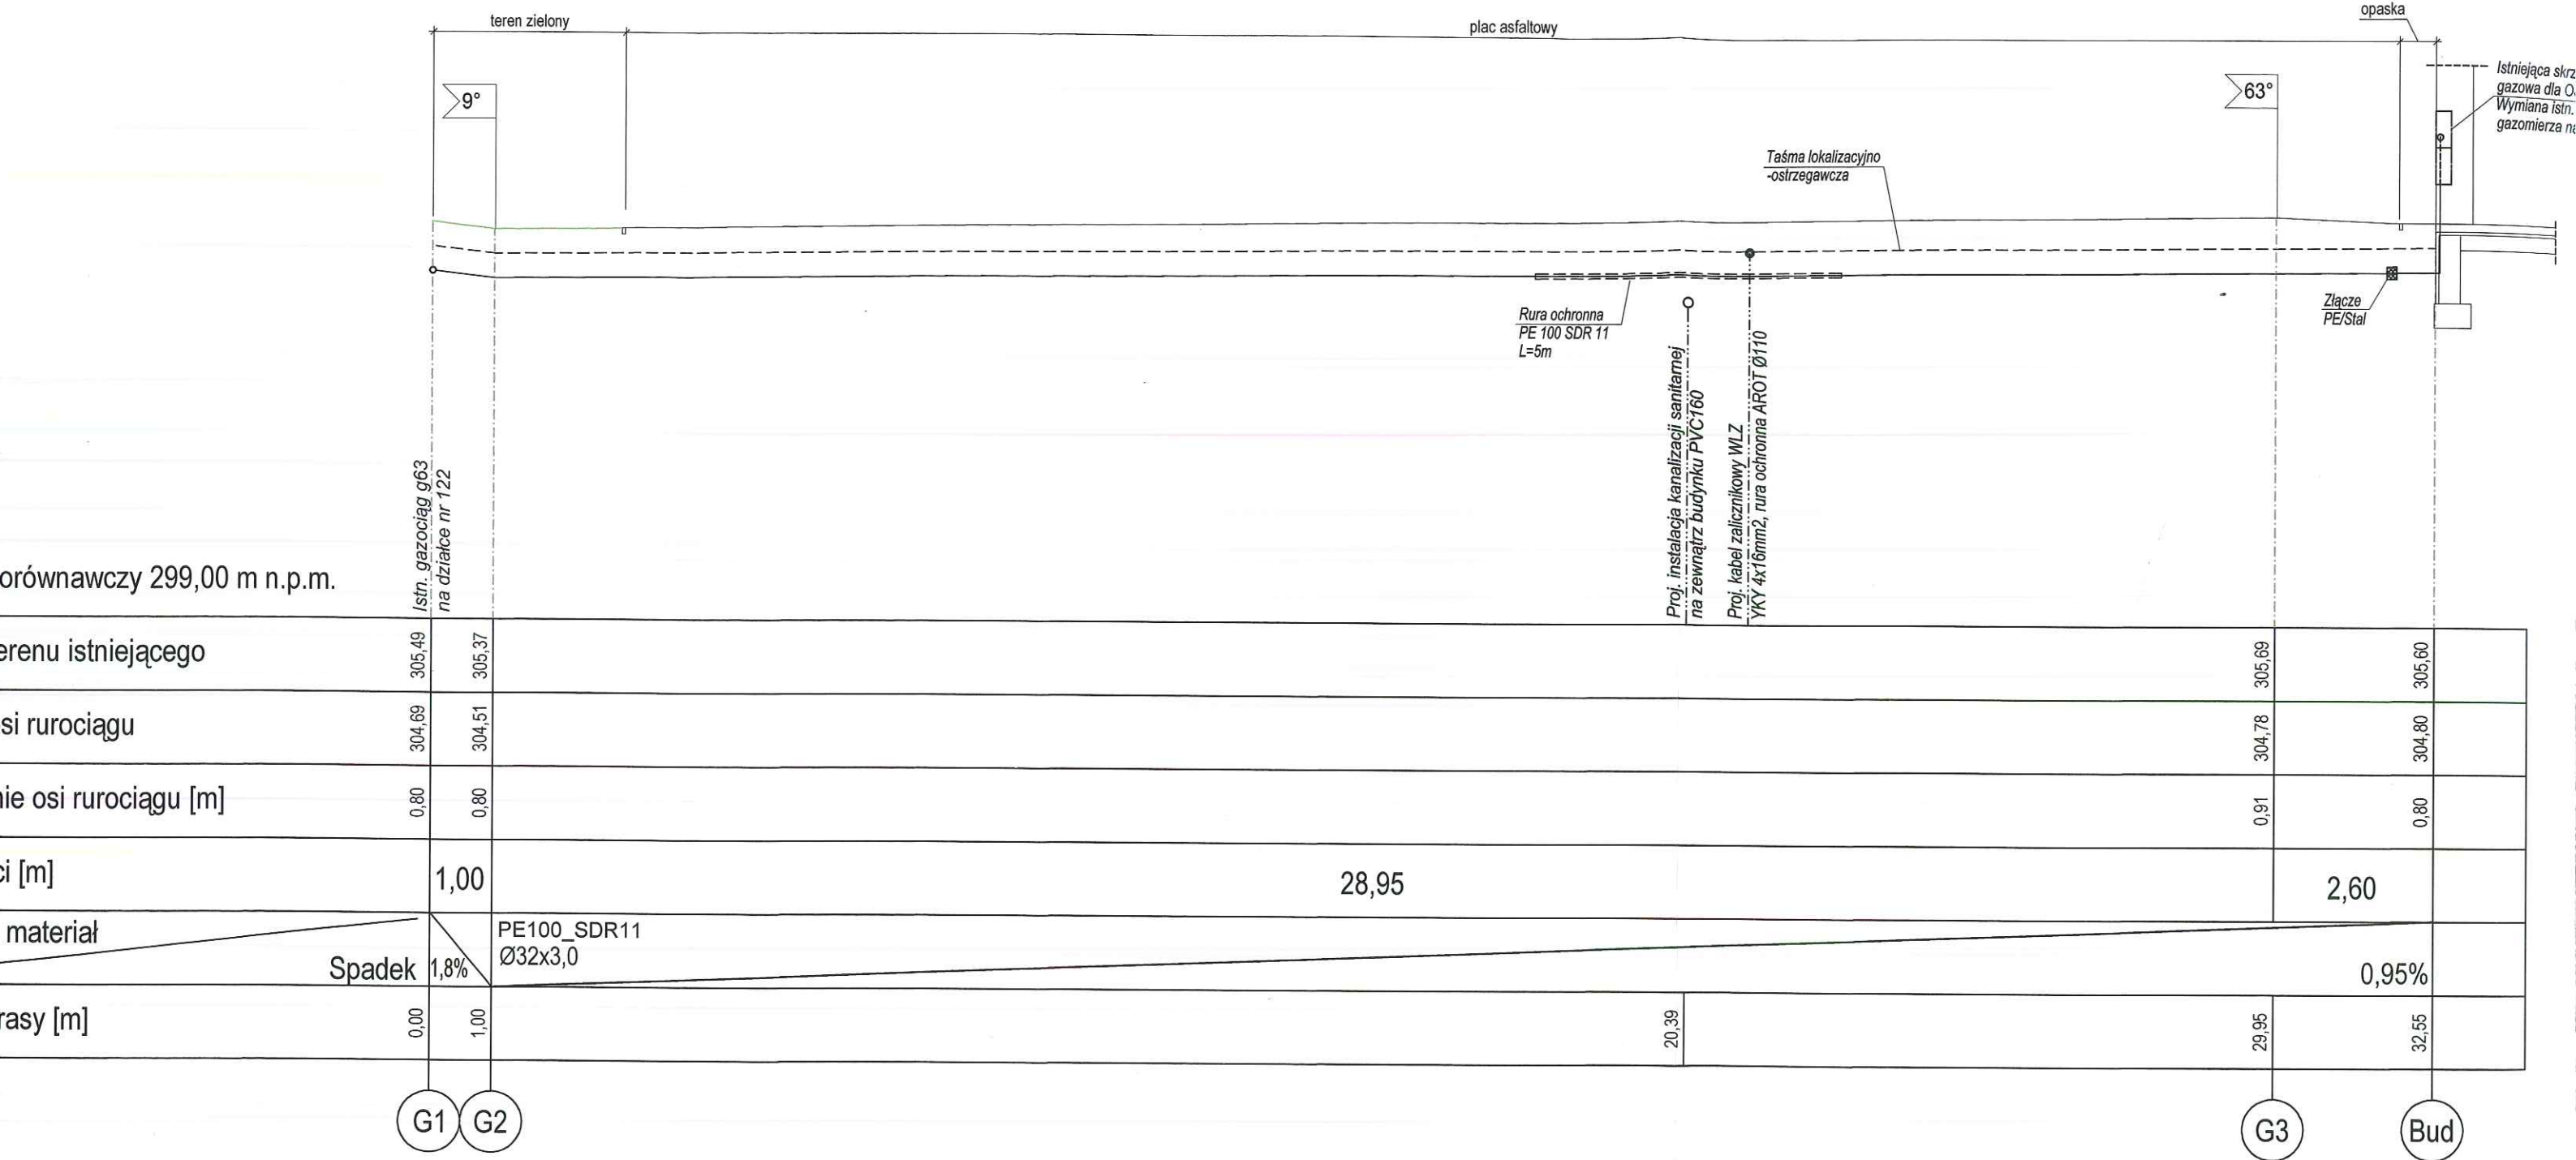 teren zielony
plac asfaltowy
opaska
9°
63°
Istniejąca skrz
gazowa dla O
Wymiana istn.
gazomierza na
Taśma lokalizacyjno
-ostrzegawcza
Rura ochronna
PE 100 SDR 11
L=5m
Złącze
PE/Stal
Istn. gazociąg g63
na działce nr 122
Proj. instalacja kanalizacji sanitarnej
na zewnątrz budynku PVC160
Proj. kabel zalicznikowy WLZ
YKY 4x16mm2, rura ochronna AROT Ø110
orównawczy 299,00 m n.p.m.
erenu istniejącego 305,49 305,37 305,69 305,60
si rurociągu 304,69 304,51 304,78 304,80
nie osi rurociągu [m] 0,80 0,80 0,91 0,80
ci [m] 1,00 28,95 2,60
materiał PE100_SDR11
Ø32x3,0
Spadek 1,8% 0,95%
rasy [m] 0,00 1,00 20,39 29,95 32,55
G1 G2 G3 Bud